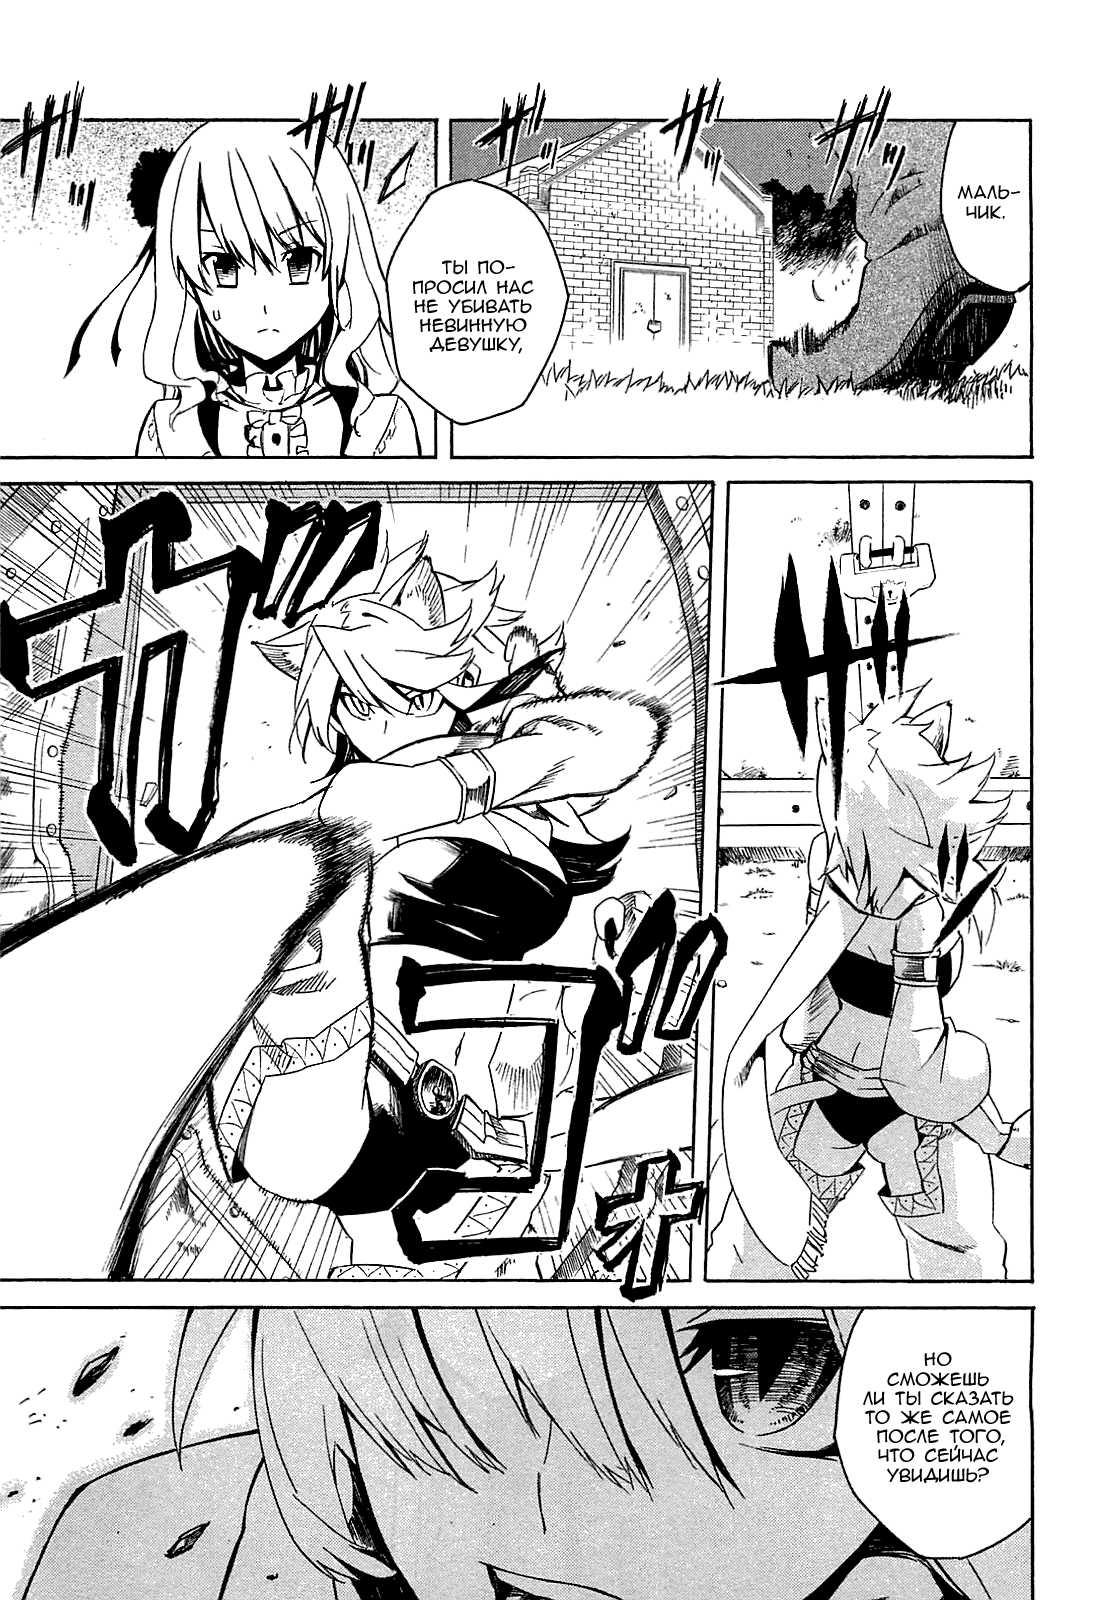 МАЛЬ-
ЧИК.
ТЫ ПО-
ПРОСИЛ НАС
НЕ УБИВАТЬ
НЕВИННУЮ
ДЕВУШКУ,
НО
СМОЖЕШЬ
ЛИ ТЫ СКАЗАТЬ
ТО ЖЕ САМОЕ
ПОСЛЕ ТОГО,
ЧТО СЕЙЧАС
УВИДИШЬ?